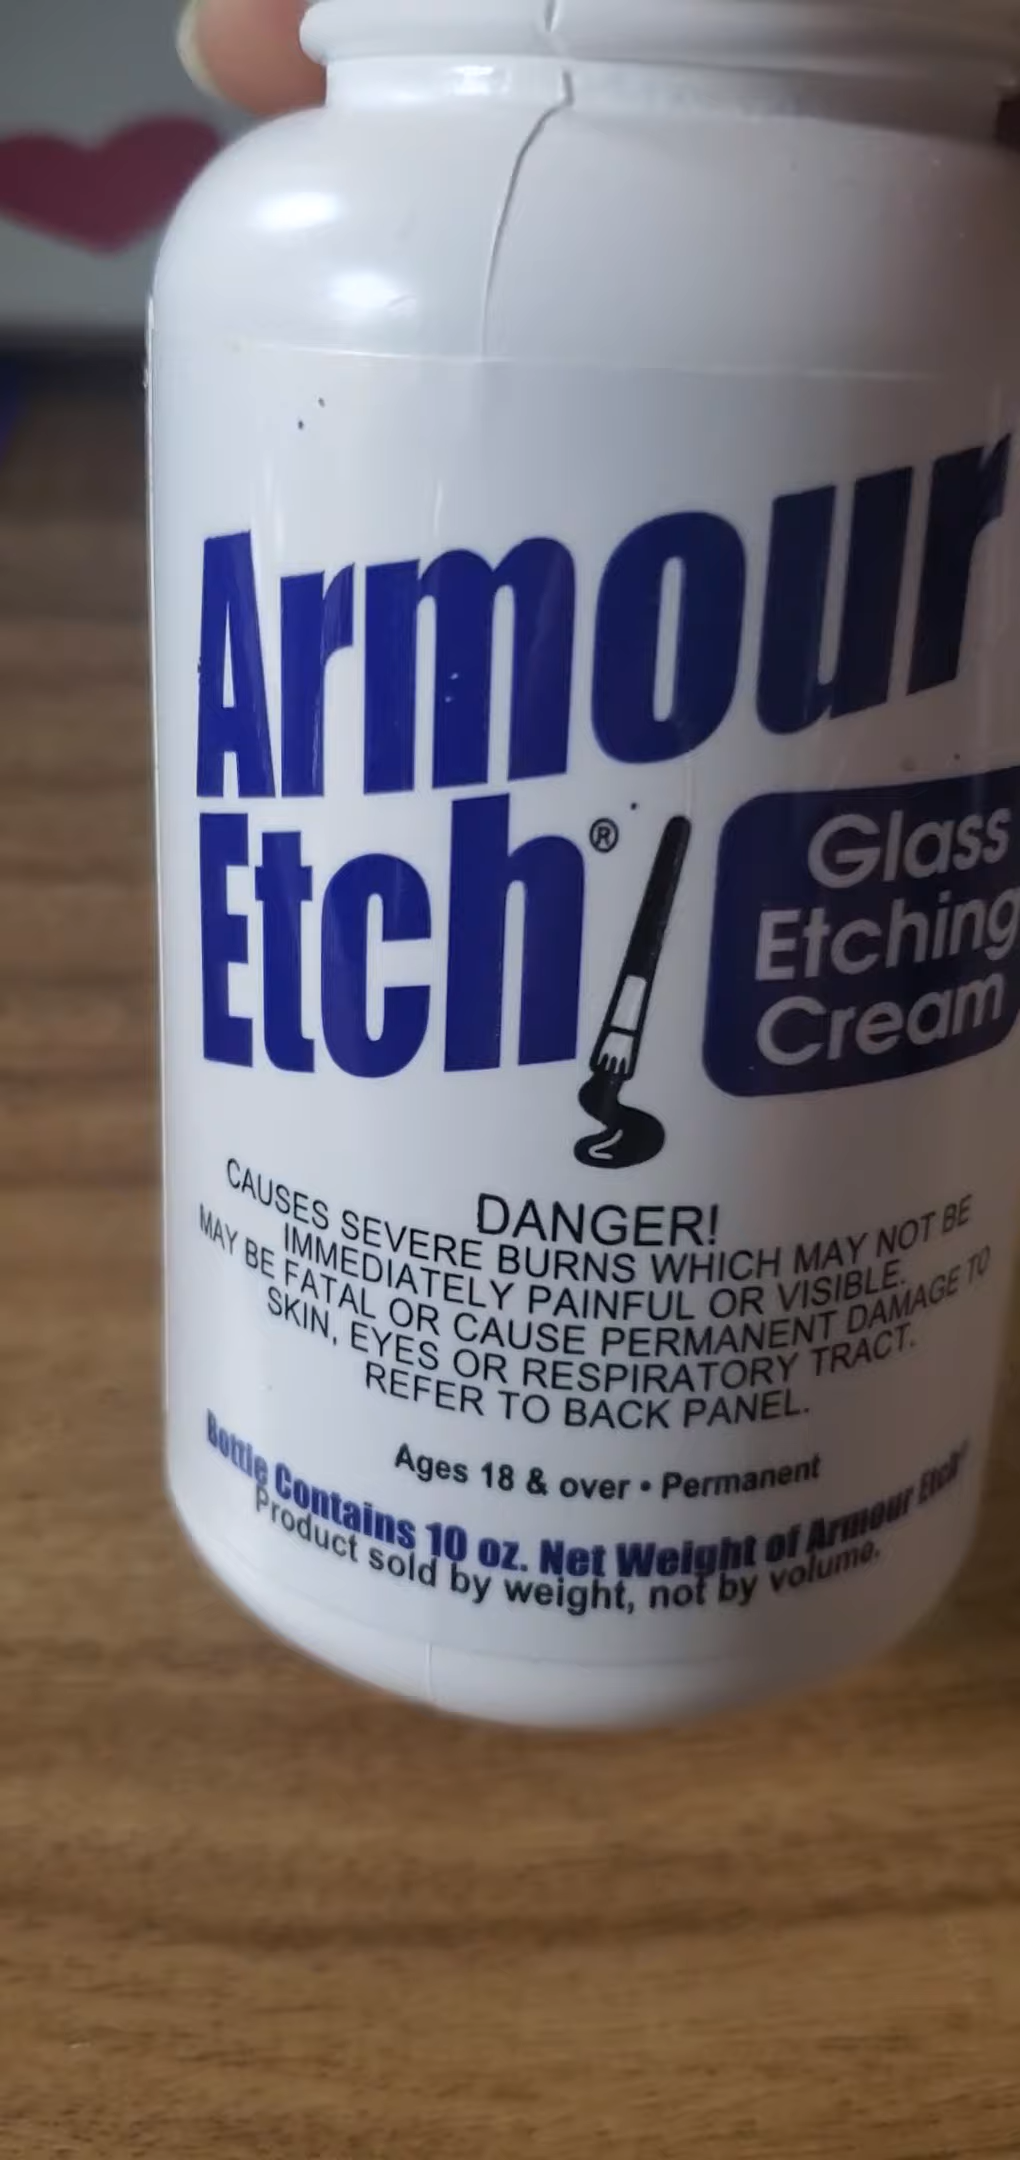 Armour
Etch®
Glass
Etching
Cream
DANGER!
CAUSES SEVERE BURNS WHICH MAY NOT BE
IMMEDIATELY PAINFUL OR VISIBLE.
MAY BE FATAL OR CAUSE PERMANENT DAMAGE TO
SKIN, EYES OR RESPIRATORY TRACT.
REFER TO BACK PANEL.
Ages 18 & over • Permanent
Bottle Contains 10 oz. Net Weight of Armour Etch®
Product sold by weight, not by volume.